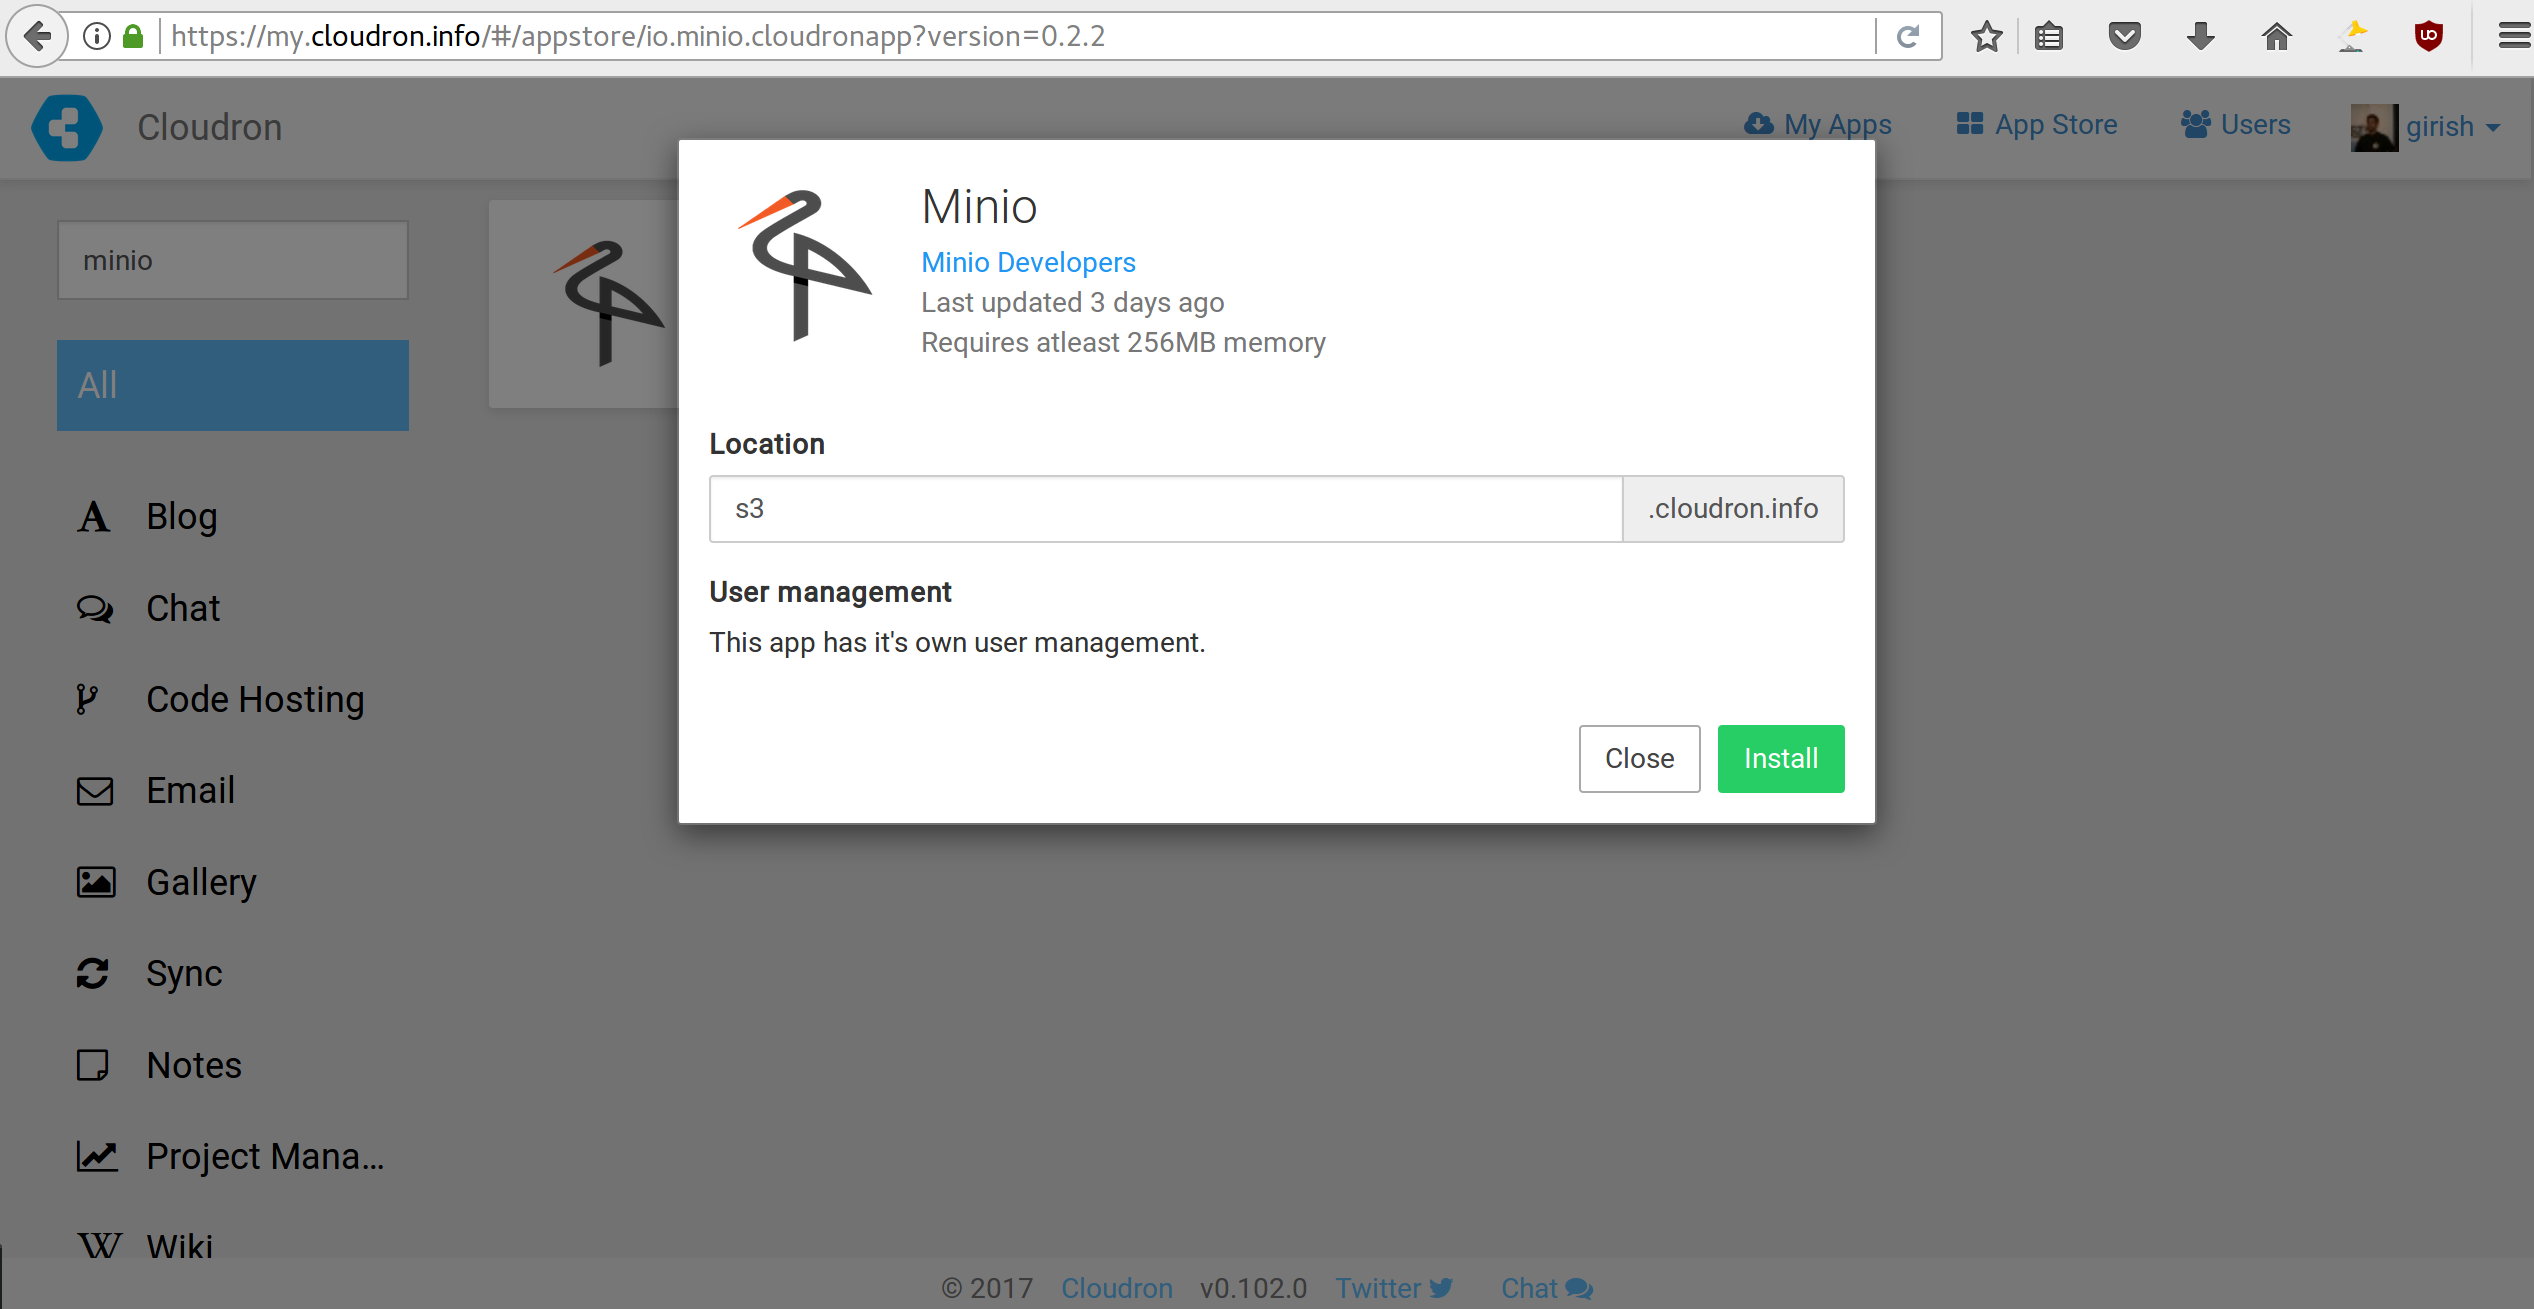 https://my.cloudron.info/#/appstore/io.minio.cloudronapp?version=0.2.2
Cloudron
My Apps
App Store
Users
girish
minio
All
Blog
Chat
Code Hosting
Email
Gallery
Sync
Notes
Project Mana...
Wiki
Minio
Minio Developers
Last updated 3 days ago
Requires atleast 256MB memory
Location
s3 .cloudron.info
User management
This app has it's own user management.
Close Install
© 2017 Cloudron v0.102.0 Twitter Chat